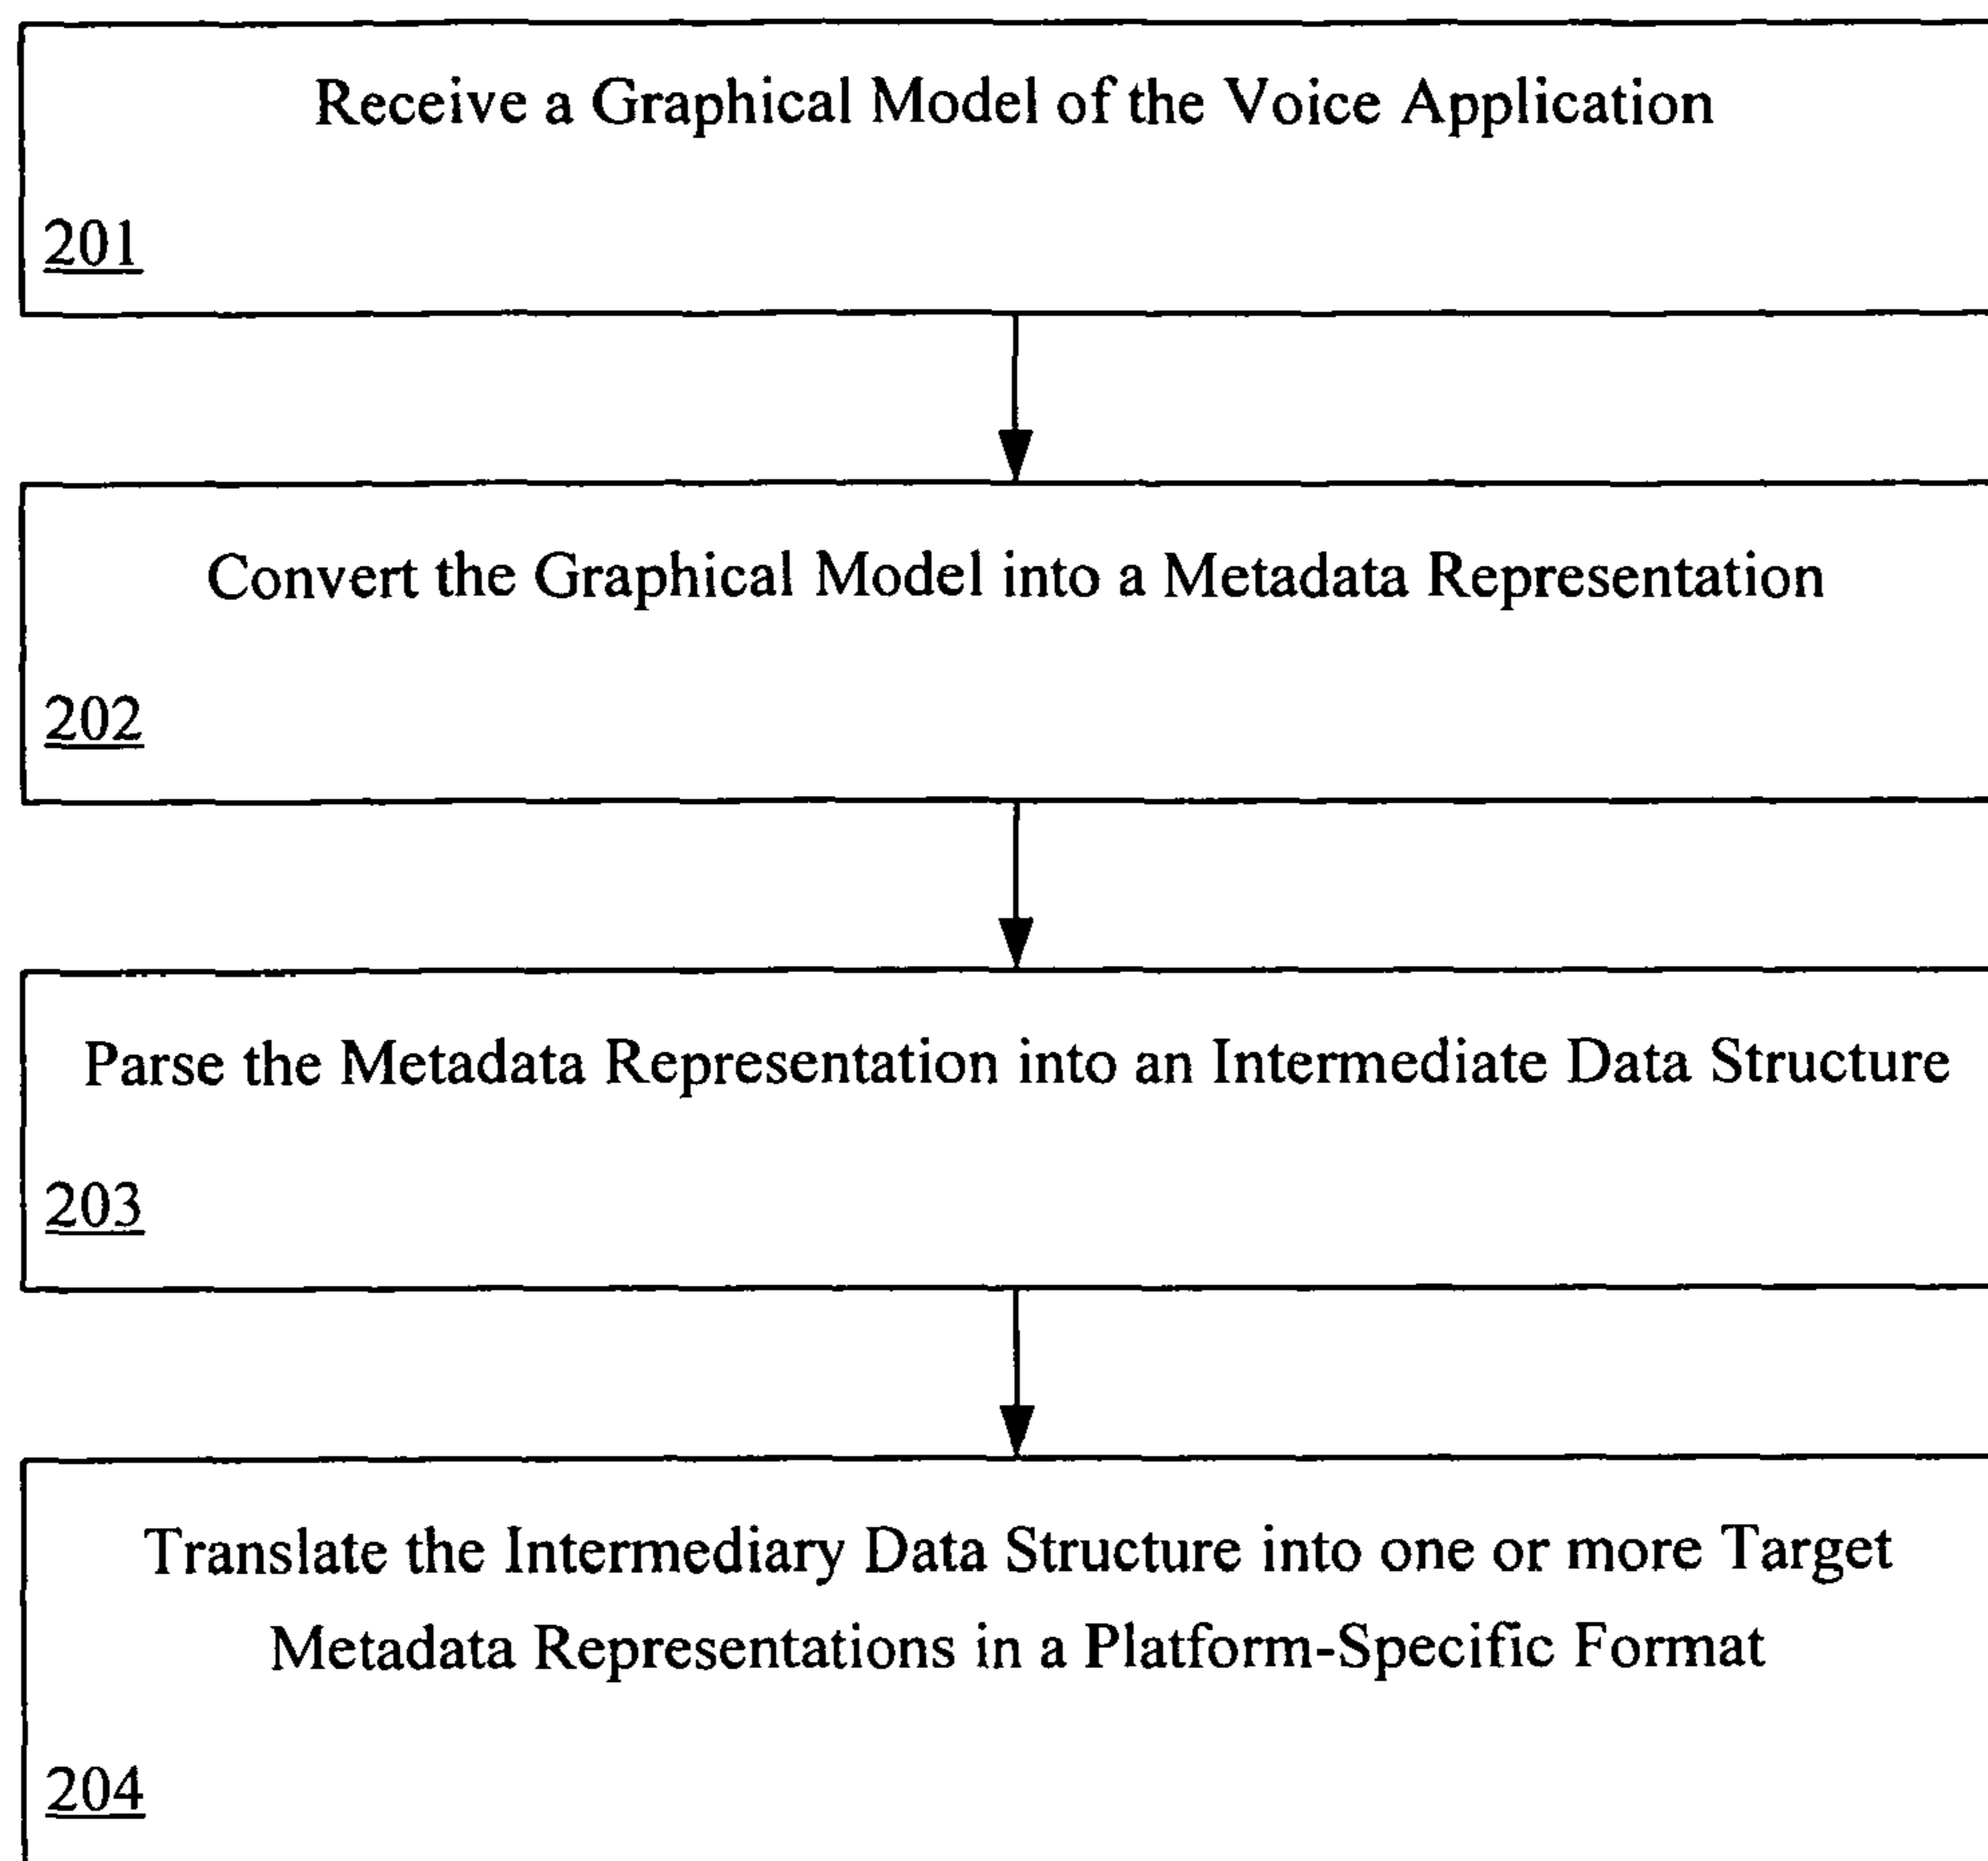 Receive a Graphical Model of the Voice Application
201
Convert the Graphical Model into a Metadata Representation
202
Parse the Metadata Representation into an Intermediate Data Structure
203
Translate the Intermediary Data Structure into one or more Target
Metadata Representations in a Platform-Specific Format
204